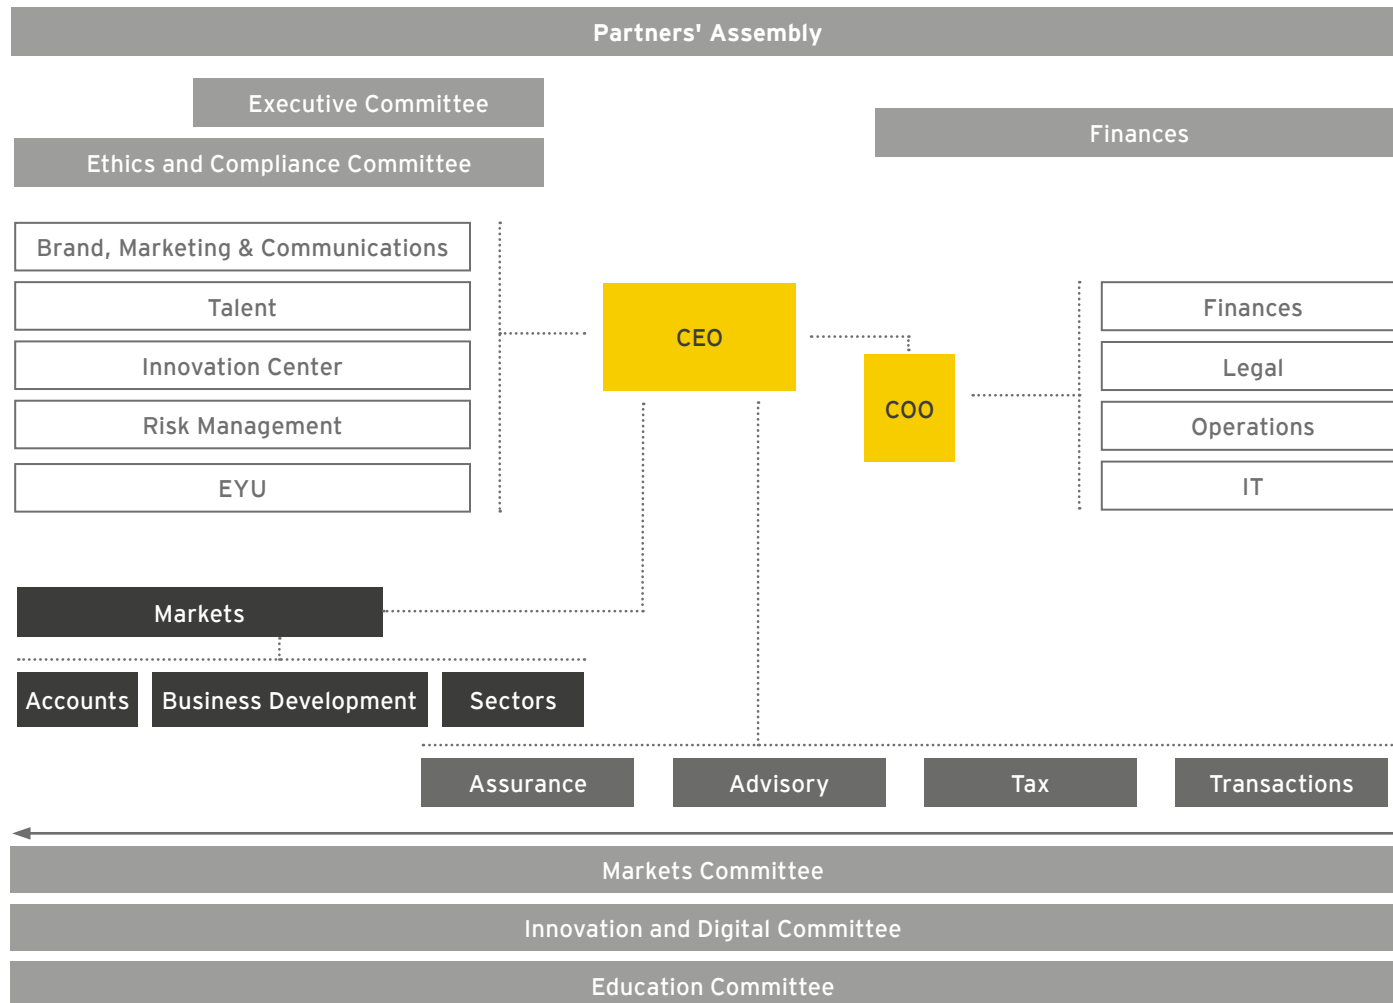 Partners' Assembly
Executive Committee
Finances
Ethics and Compliance Committee
Brand, Marketing & Communications
Talent
Innovation Center
Risk Management
EYU
CEO
COO
Finances
Legal
Operations
IT
Markets
Accounts
Business Development
Sectors
Assurance
Advisory
Tax
Transactions
Markets Committee
Innovation and Digital Committee
Education Committee